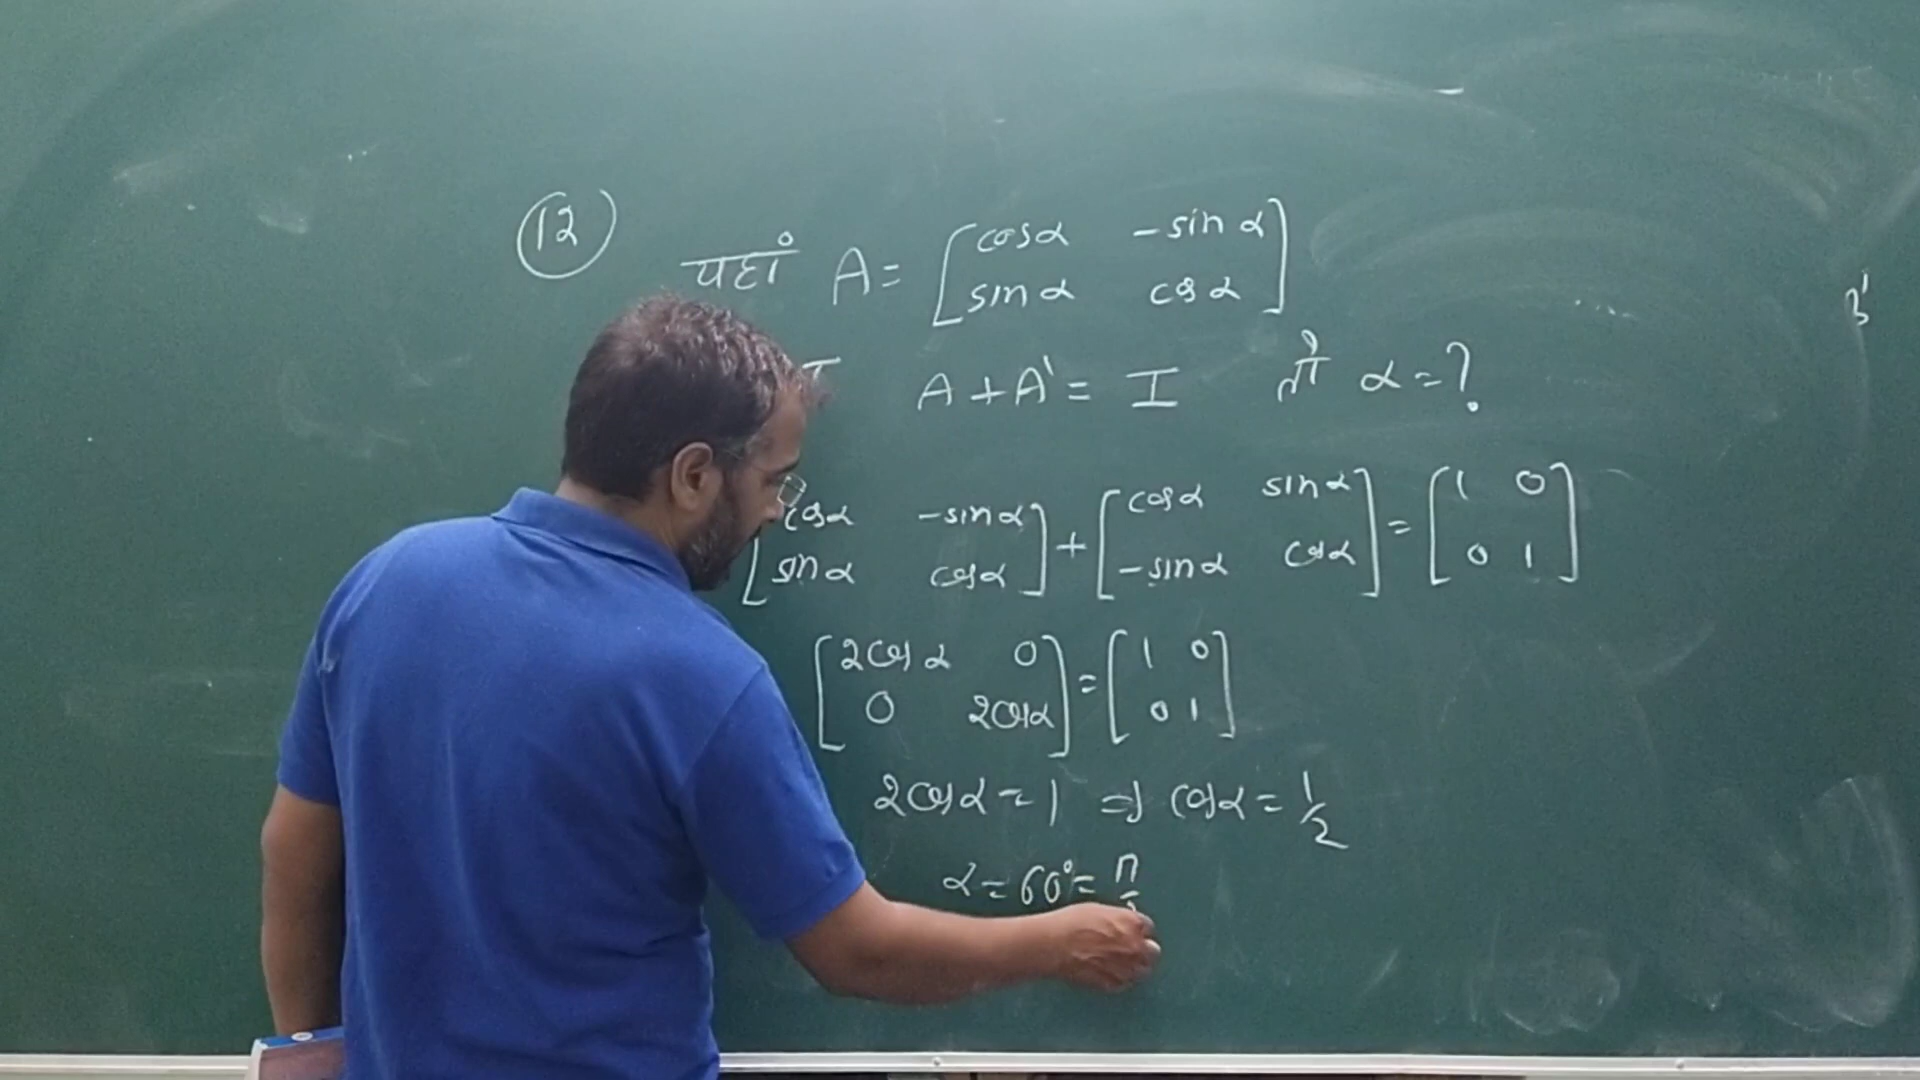 12
यहां A = [cosα -sinα
sinα cosα]
A + A' = I तो α = ?
cosα -sinα] + [cosα sinα] = [1 0]
[sinα cosα -sinα cosα 0 1
[2cosα 0] = [1 0]
0 2cosα 0 1
2cosα = 1 ⇒ cosα = 1/2
α = 60° = π